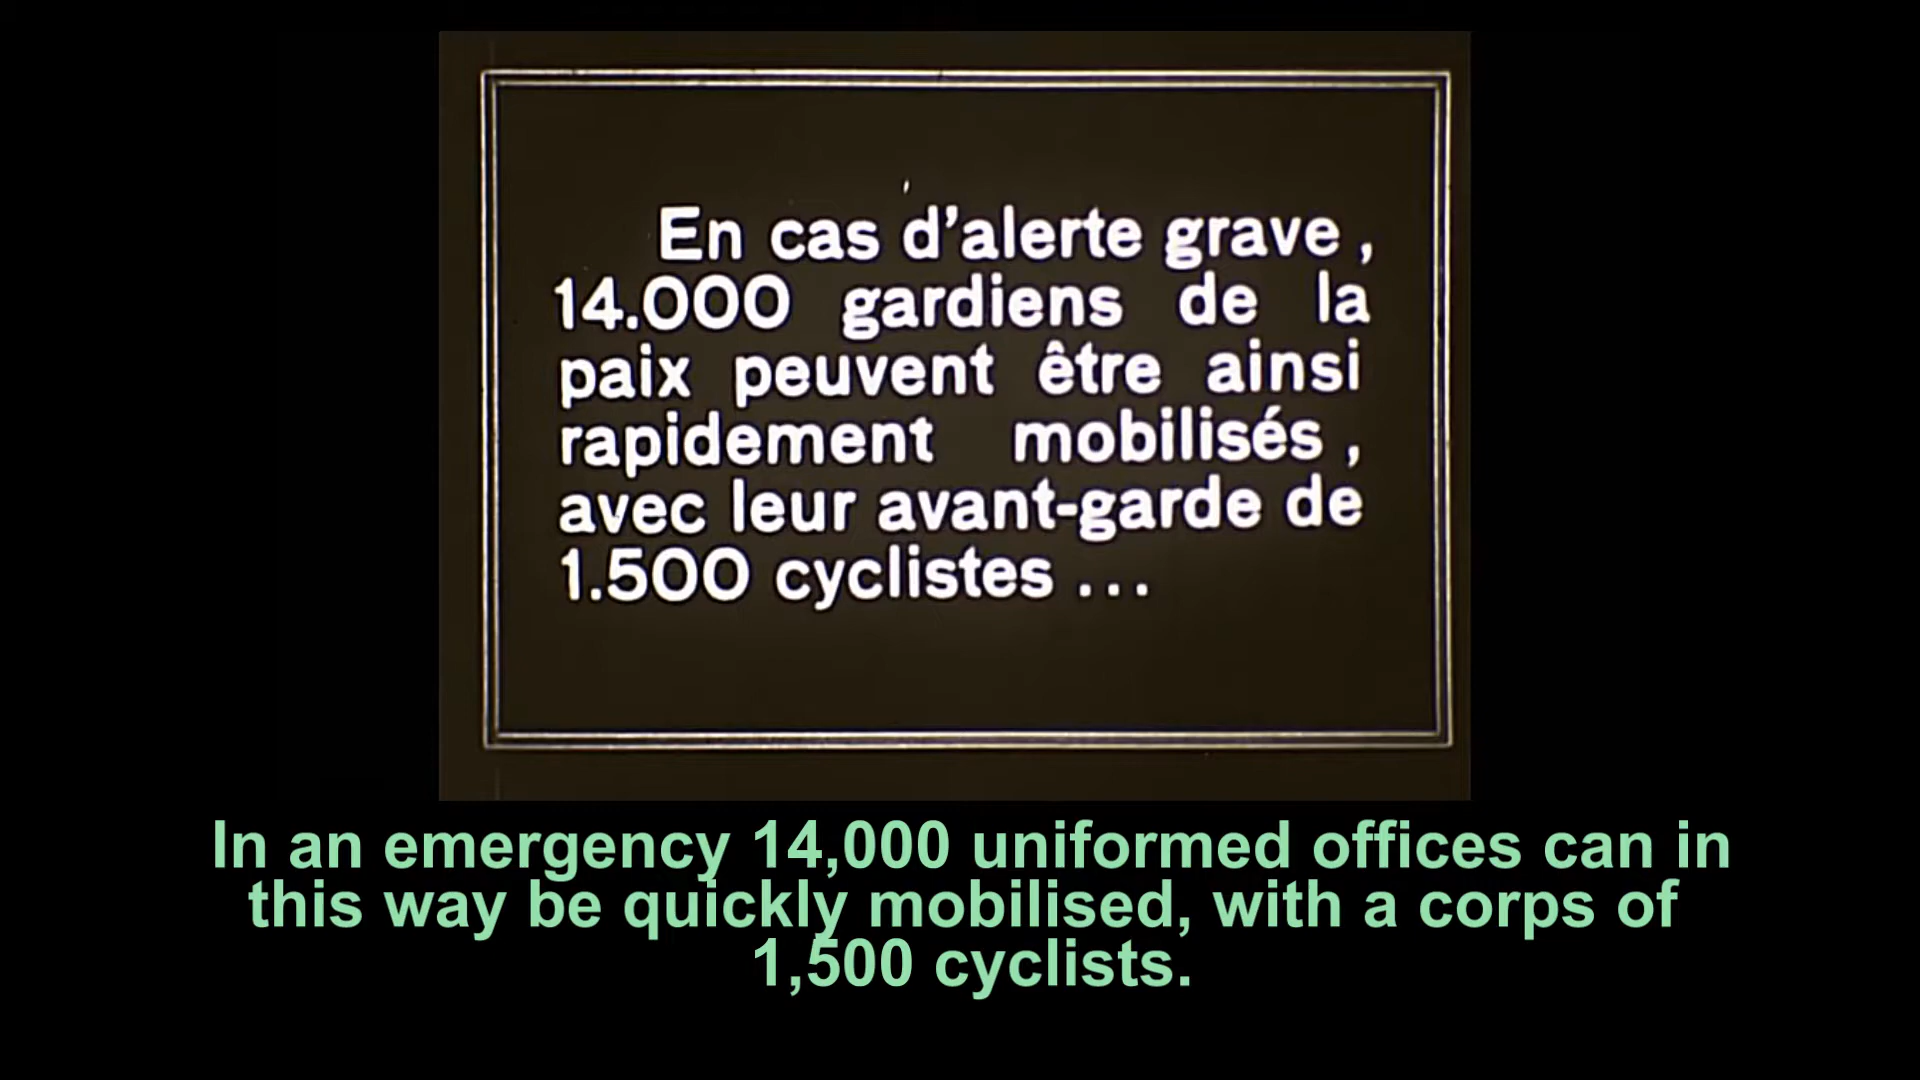 En cas d'alerte grave ,
14.000 gardiens de la
paix peuvent être ainsi
rapidement mobilisés ,
avec leur avant-garde de
1.500 cyclistes ...
In an emergency 14,000 uniformed offices can in
this way be quickly mobilised, with a corps of
1,500 cyclists.